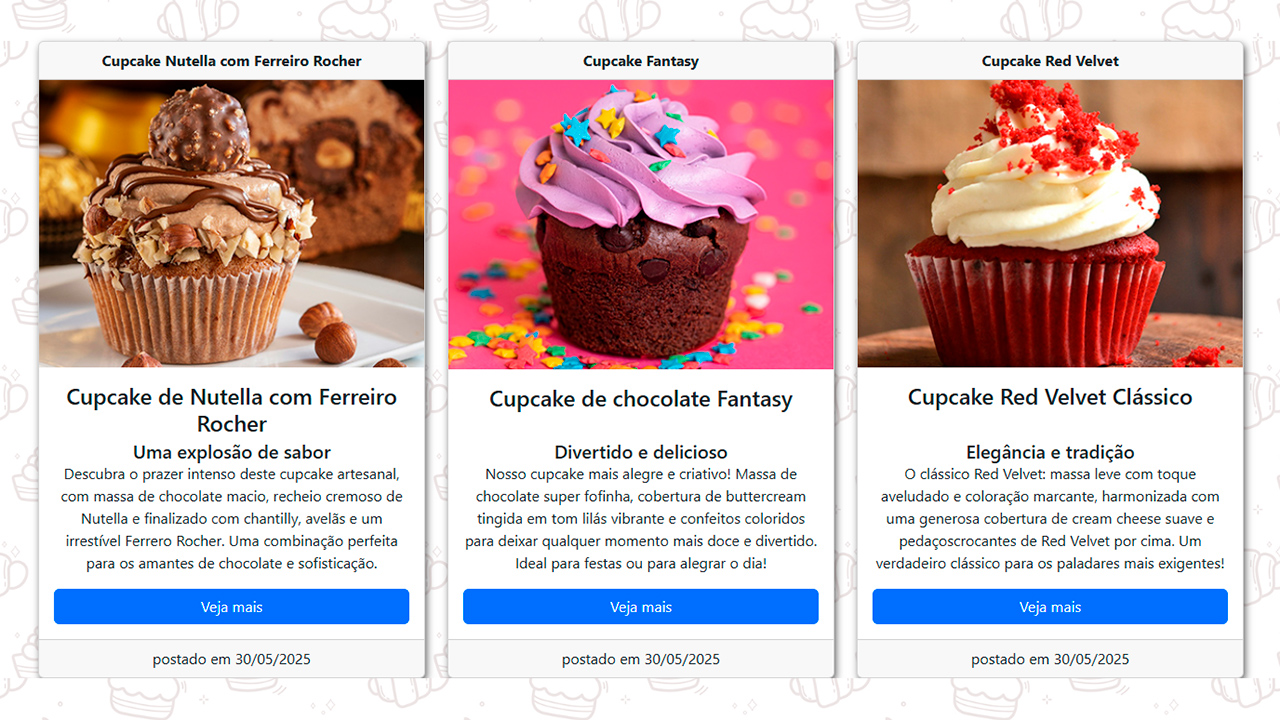 Cupcake Nutella com Ferreiro Rocher
Cupcake de Nutella com Ferreiro
Rocher
Uma explosão de sabor
Descubra o prazer intenso deste cupcake artesanal,
com massa de chocolate macio, recheio cremoso de
Nutella e finalizado com chantilly, avelãs e um
irrestível Ferrero Rocher. Uma combinação perfeita
para os amantes de chocolate e sofisticação.
Veja mais
postado em 30/05/2025
Cupcake Fantasy
Cupcake de chocolate Fantasy
Divertido e delicioso
Nosso cupcake mais alegre e criativo! Massa de
chocolate super fofinha, cobertura de buttercream
tingida em tom lilás vibrante e confeitos coloridos
para deixar qualquer momento mais doce e divertido.
Ideal para festas ou para alegrar o dia!
Veja mais
postado em 30/05/2025
Cupcake Red Velvet
Cupcake Red Velvet Clássico
Elegância e tradição
O clássico Red Velvet: massa leve com toque
aveludado e coloração marcante, harmonizada com
uma generosa cobertura de cream cheese suave e
pedaçoscrocantes de Red Velvet por cima. Um
verdadeiro clássico para os paladares mais exigentes!
Veja mais
postado em 30/05/2025